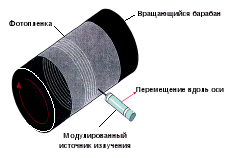 Вращающийся барабан
Фотопленка
Перемещение вдоль оси
Модулированный
источник излучения